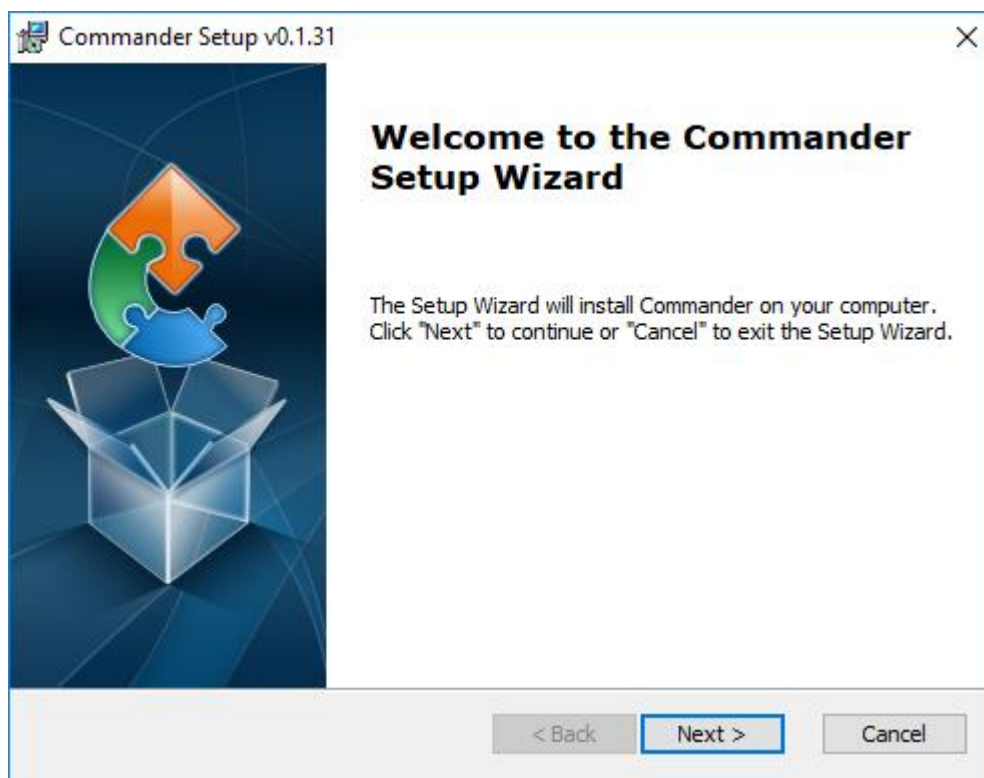 Commander Setup v0.1.31
Welcome to the Commander
Setup Wizard
The Setup Wizard will install Commander on your computer.
Click "Next" to continue or "Cancel" to exit the Setup Wizard.
< Back
Next >
Cancel